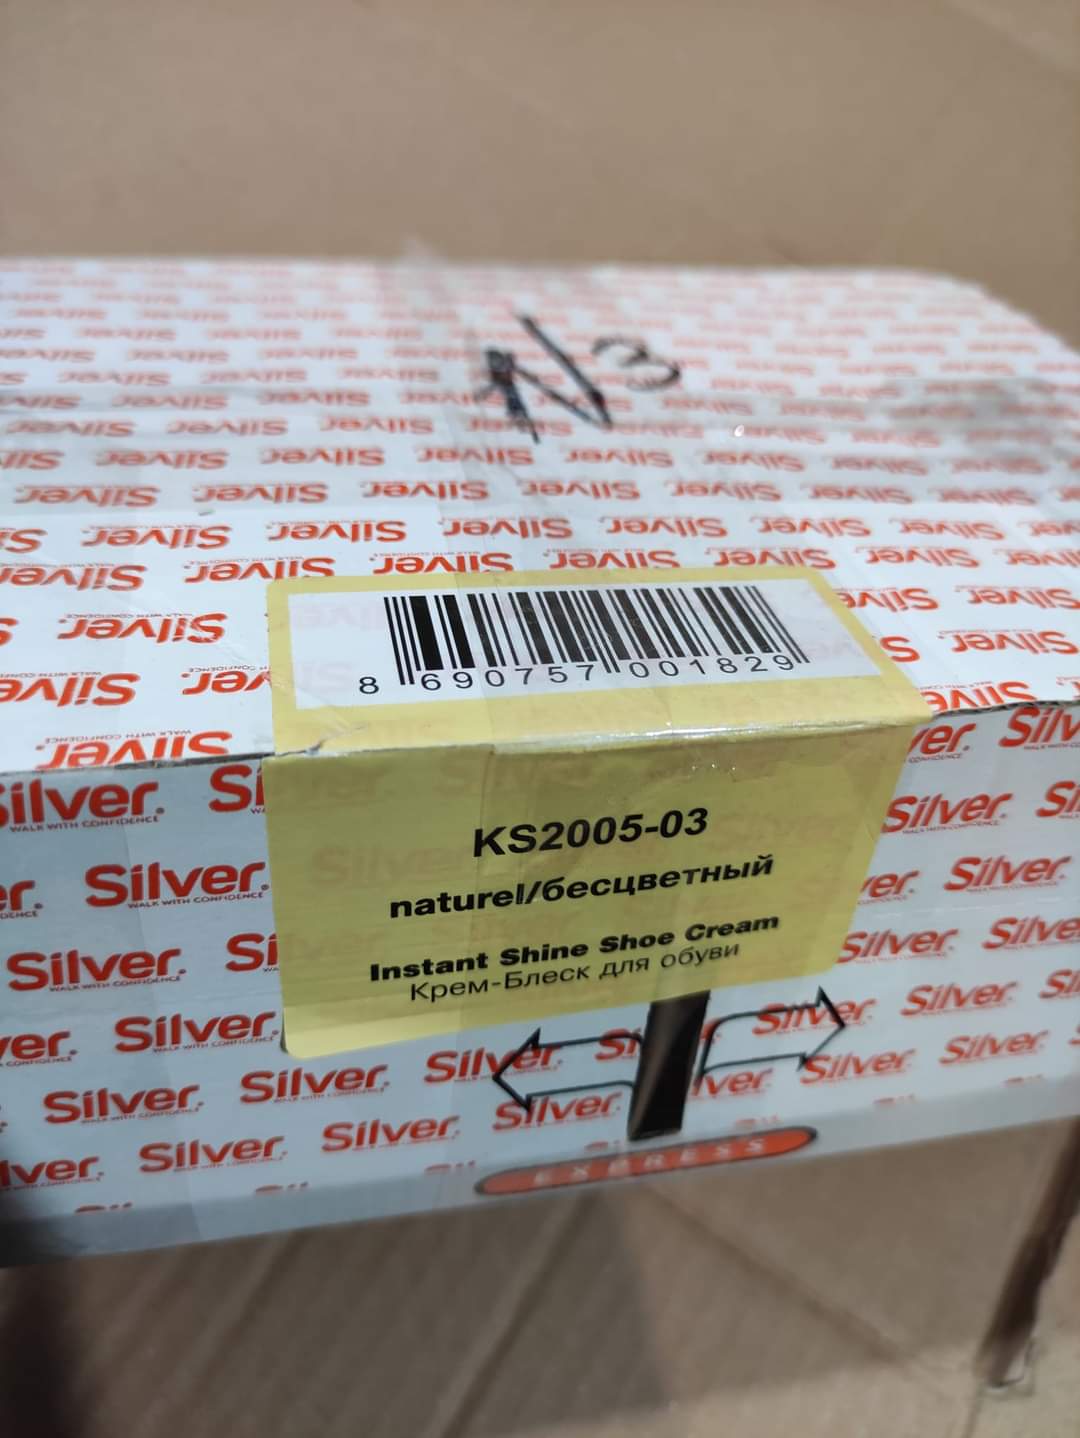 N3
8 690757 001829
KS2005-03
naturel/бесцветный
Instant Shine Shoe Cream
Крем-Блеск для обуви
Silver.
WALK WITH CONFIDENCE
EXPRESS